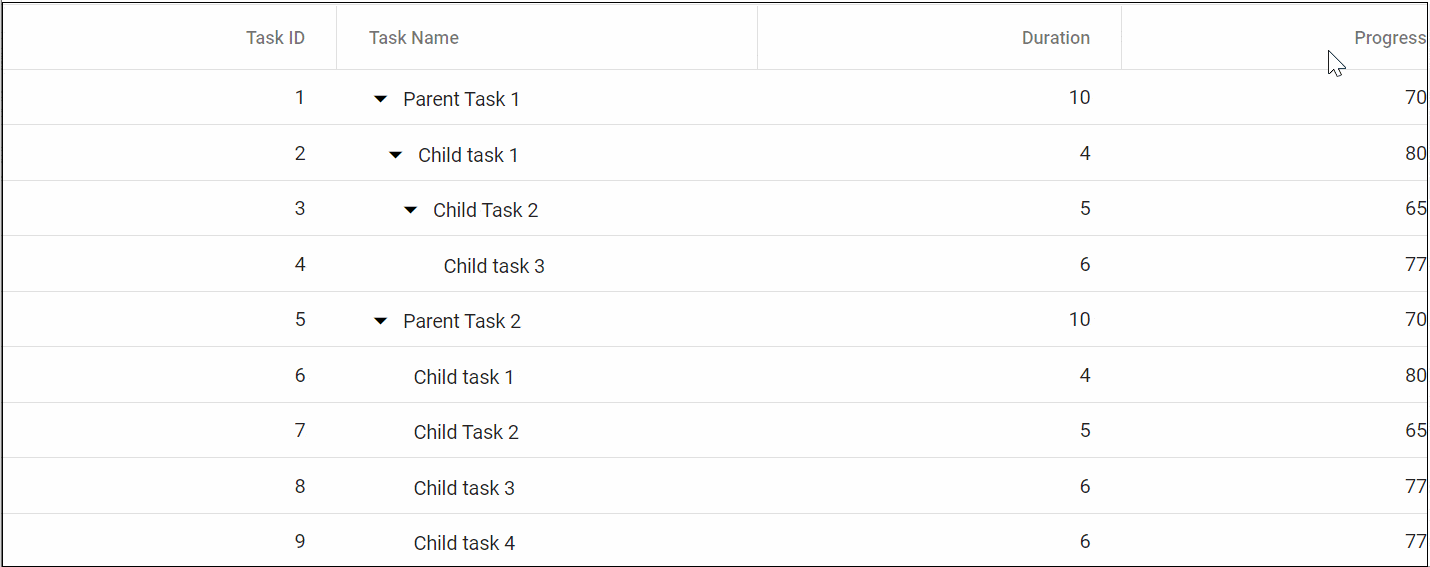 Task ID Task Name Duration Progress
1 Parent Task 1 10 70
2 Child task 1 4 80
3 Child Task 2 5 65
4 Child task 3 6 77
5 Parent Task 2 10 70
6 Child task 1 4 80
7 Child Task 2 5 65
8 Child task 3 6 77
9 Child task 4 6 77